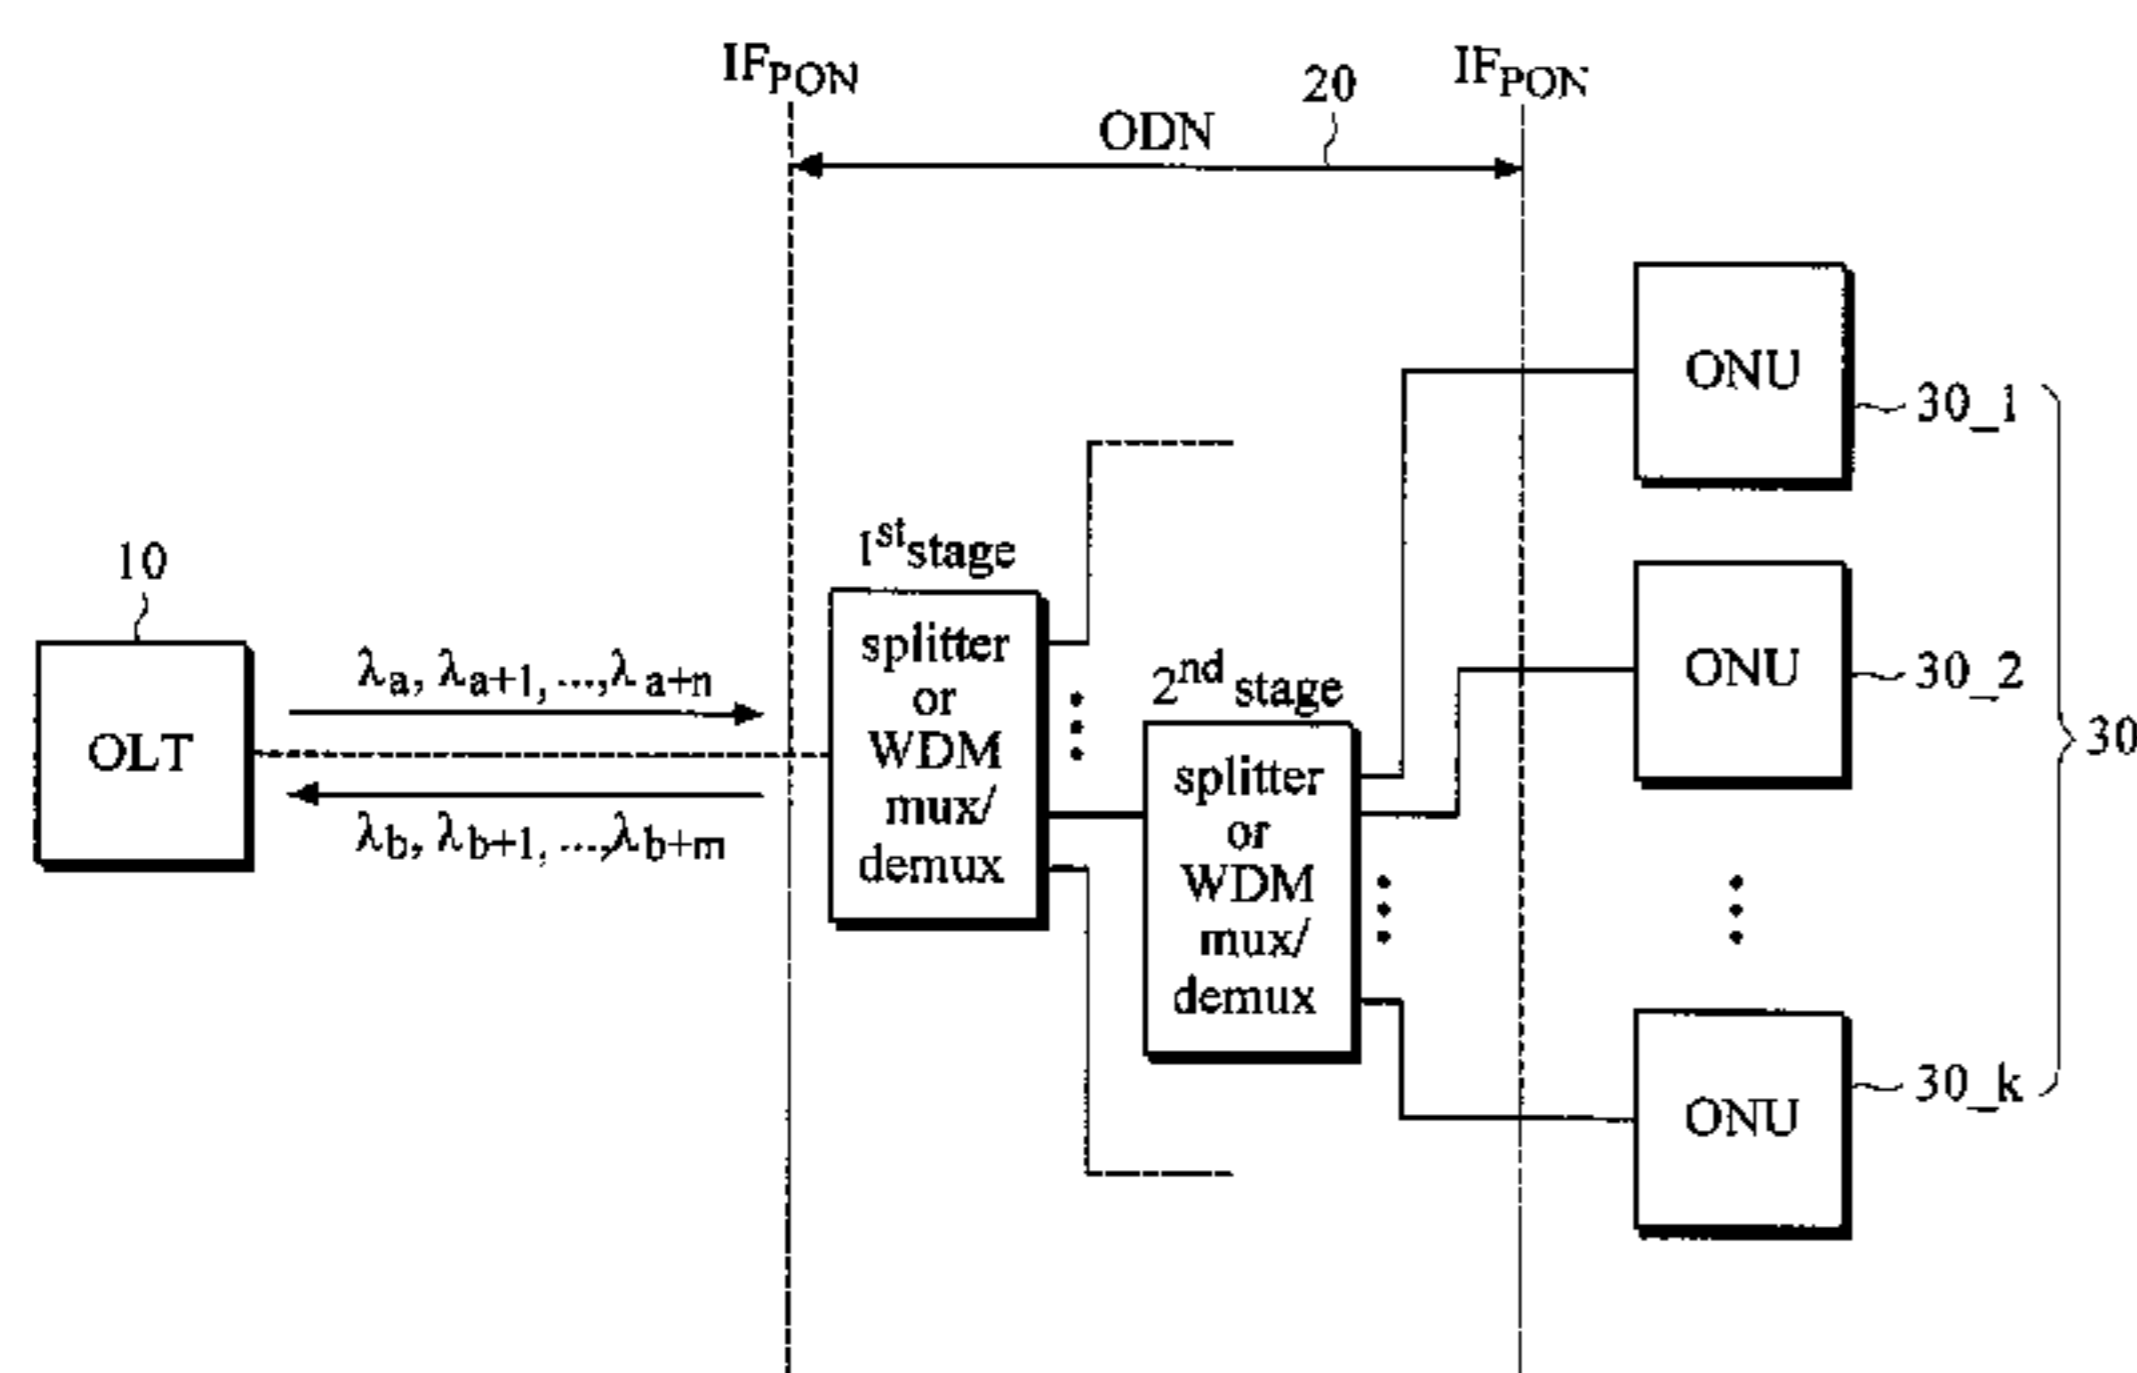 IFPON
IFPON
20
ODN
ONU
30_1
1st stage
10
splitter
or
WDM
mux/
demux
λa, λa+1, ...,λa+n
OLT
λb, λb+1, ...,λb+m
2nd stage
splitter
or
WDM
mux/
demux
ONU
30_2
30
ONU
30_k